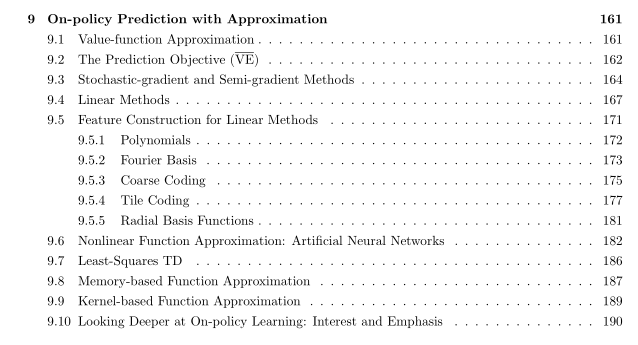 9 On-policy Prediction with Approximation 161
9.1 Value-function Approximation . . . . . . . . . . . . . . . . . . . . . . . . . . . . . . . 161
9.2 The Prediction Objective (V̅E̅) . . . . . . . . . . . . . . . . . . . . . . . . . . . . . . 162
9.3 Stochastic-gradient and Semi-gradient Methods . . . . . . . . . . . . . . . . . . . . . 164
9.4 Linear Methods . . . . . . . . . . . . . . . . . . . . . . . . . . . . . . . . . . . . . . 167
9.5 Feature Construction for Linear Methods . . . . . . . . . . . . . . . . . . . . . . . . 171
9.5.1 Polynomials . . . . . . . . . . . . . . . . . . . . . . . . . . . . . . . . . . . . 172
9.5.2 Fourier Basis . . . . . . . . . . . . . . . . . . . . . . . . . . . . . . . . . . . 173
9.5.3 Coarse Coding . . . . . . . . . . . . . . . . . . . . . . . . . . . . . . . . . . 175
9.5.4 Tile Coding . . . . . . . . . . . . . . . . . . . . . . . . . . . . . . . . . . . . 177
9.5.5 Radial Basis Functions . . . . . . . . . . . . . . . . . . . . . . . . . . . . . . 181
9.6 Nonlinear Function Approximation: Artificial Neural Networks . . . . . . . . . . . 182
9.7 Least-Squares TD . . . . . . . . . . . . . . . . . . . . . . . . . . . . . . . . . . . . 186
9.8 Memory-based Function Approximation . . . . . . . . . . . . . . . . . . . . . . . . 187
9.9 Kernel-based Function Approximation . . . . . . . . . . . . . . . . . . . . . . . . . 189
9.10 Looking Deeper at On-policy Learning: Interest and Emphasis . . . . . . . . . . . 190